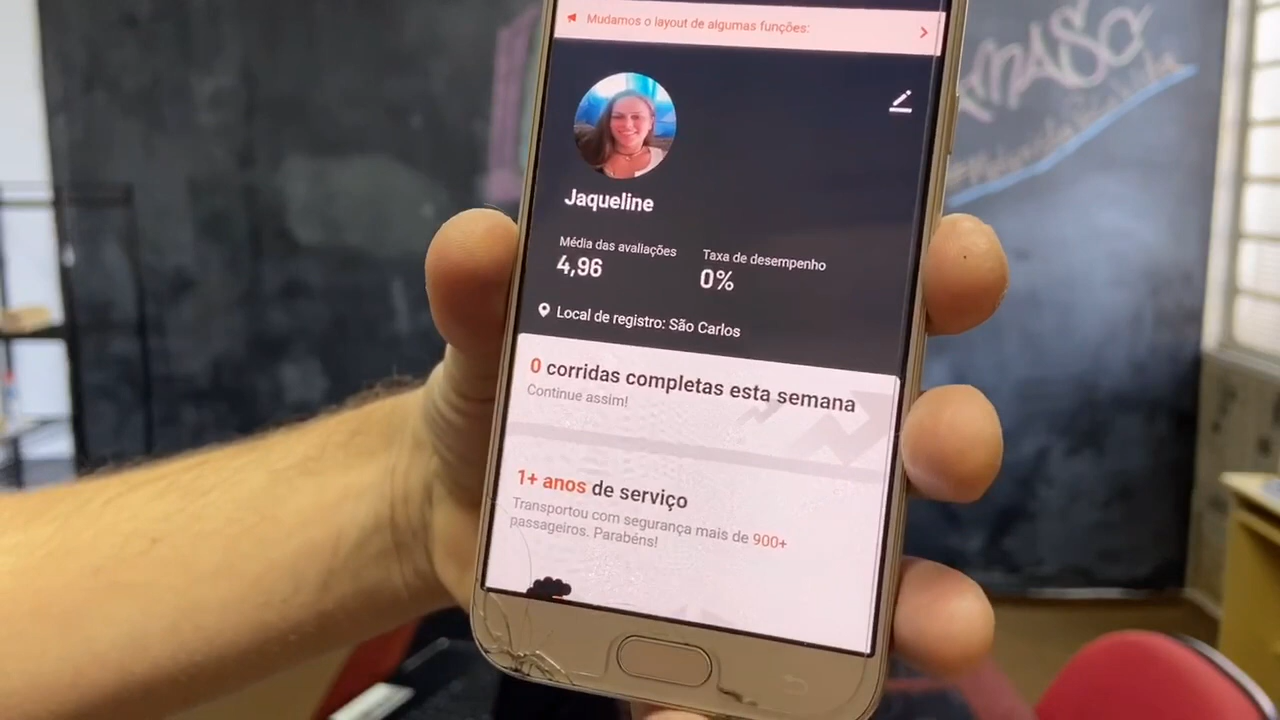 Mudamos o layout de algumas funções:
Jaqueline
Média das avaliações
4,96
Taxa de desempenho
0%
Local de registro: São Carlos
0 corridas completas esta semana
Continue assim!
1+ anos de serviço
Transportou com segurança mais de 900+
passageiros. Parabéns!